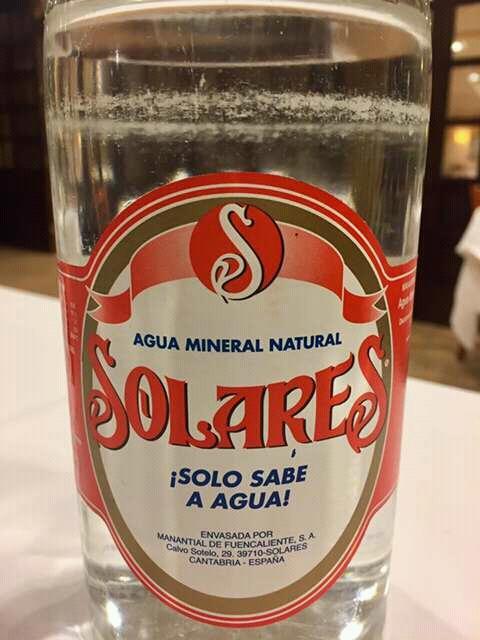 S
AGUA MINERAL NATURAL
SOLARES
¡SOLO SABE
A AGUA!
ENVASADA POR
MANANTIAL DE FUENCALIENTE, S. A.
Calvo Sotelo, 29. 39710-SOLARES
CANTABRIA - ESPAÑA